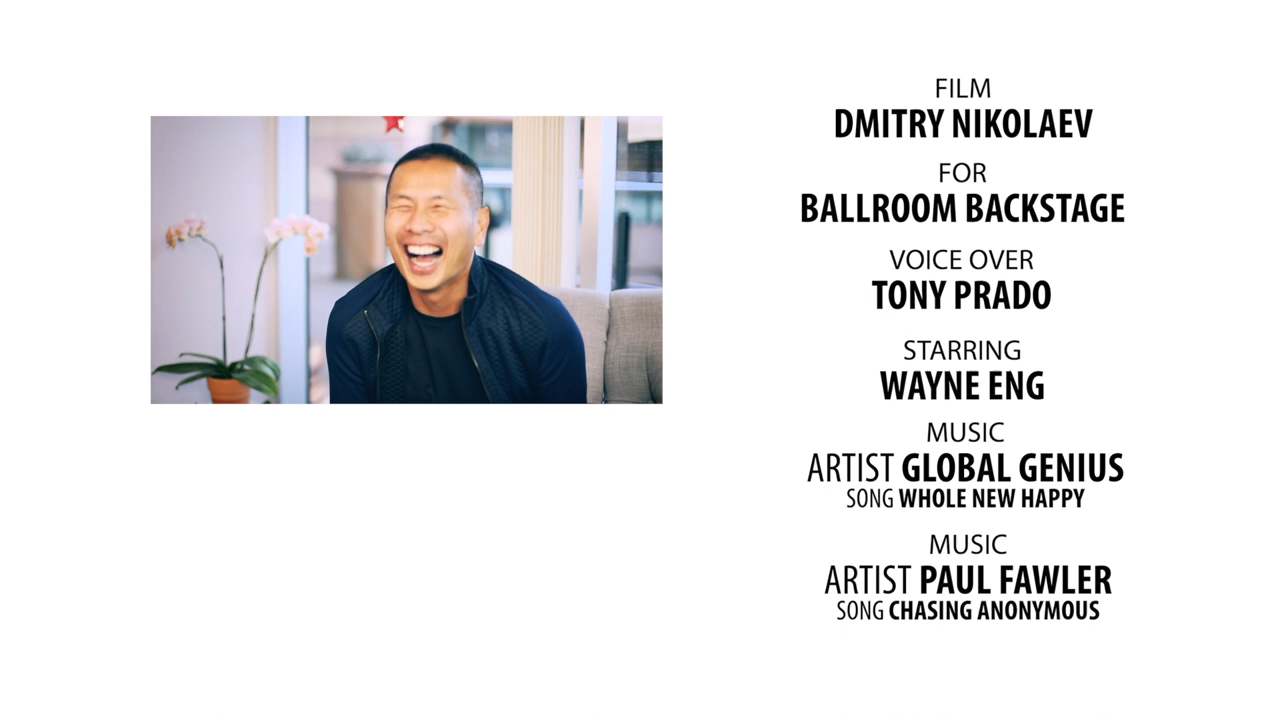 FILM
DMITRY NIKOLAEV
FOR
BALLROOM BACKSTAGE
VOICE OVER
TONY PRADO
STARRING
WAYNE ENG
MUSIC
ARTIST GLOBAL GENIUS
SONG WHOLE NEW HAPPY
MUSIC
ARTIST PAUL FAWLER
SONG CHASING ANONYMOUS